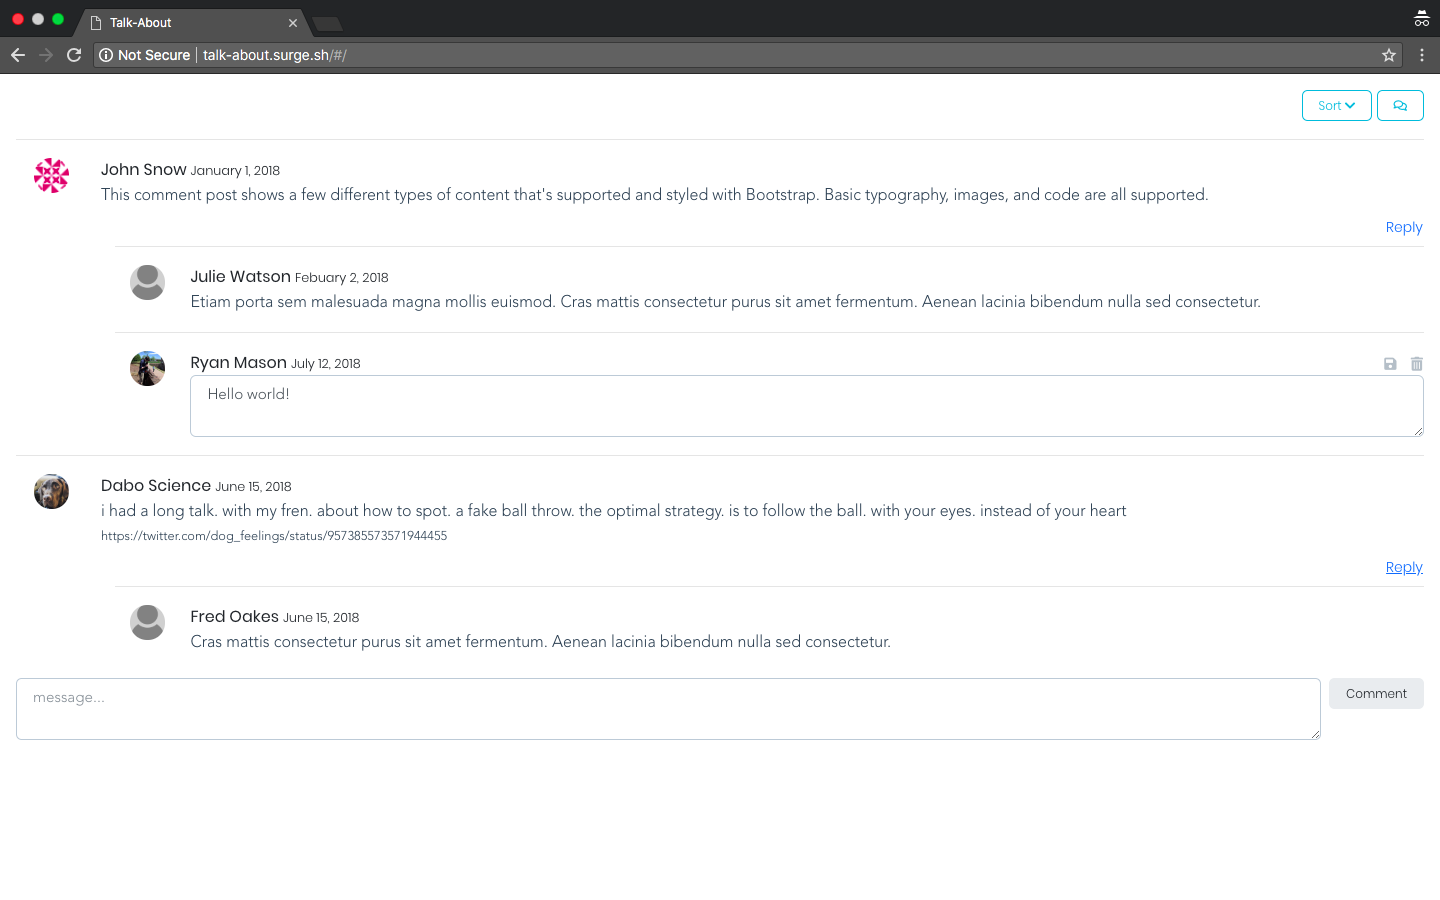 Talk-About
Not Secure talk-about.surge.sh/#/
Sort
John Snow January 1, 2018
This comment post shows a few different types of content that's supported and styled with Bootstrap. Basic typography, images, and code are all supported.
Reply
Julie Watson Febuary 2, 2018
Etiam porta sem malesuada magna mollis euismod. Cras mattis consectetur purus sit amet fermentum. Aenean lacinia bibendum nulla sed consectetur.
Ryan Mason July 12, 2018
Hello world!
Dabo Science June 15, 2018
i had a long talk. with my fren. about how to spot. a fake ball throw. the optimal strategy. is to follow the ball. with your eyes. instead of your heart
https://twitter.com/dog_feelings/status/957385573571944455
Reply
Fred Oakes June 15, 2018
Cras mattis consectetur purus sit amet fermentum. Aenean lacinia bibendum nulla sed consectetur.
message...
Comment